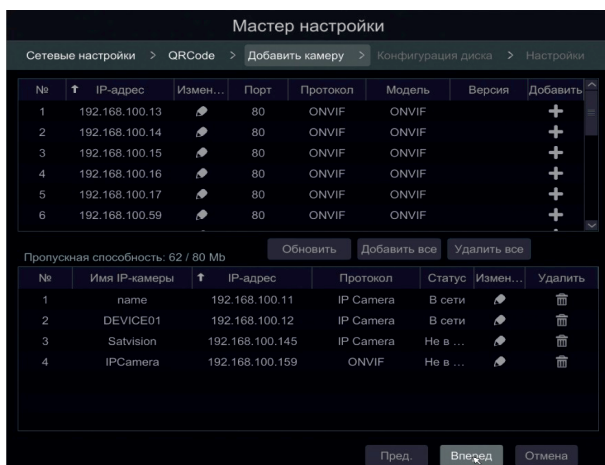 Мастер настройки
Сетевые настройки > QRCode > Добавить камеру > Конфигурация диска > Настройки
№ IP-адрес Измен... Порт Протокол Модель Версия Добавить
1 192.168.100.13 80 ONVIF ONVIF
2 192.168.100.14 80 ONVIF ONVIF
3 192.168.100.15 80 ONVIF ONVIF
4 192.168.100.16 80 ONVIF ONVIF
5 192.168.100.17 80 ONVIF ONVIF
6 192.168.100.59 80 ONVIF ONVIF
Пропускная способность: 62 / 80 Mb Обновить Добавить все Удалить все
№ Имя IP-камеры IP-адрес Протокол Статус Измен... Удалить
1 name 192.168.100.11 IP Camera В сети
2 DEVICE01 192.168.100.12 IP Camera В сети
3 Satvision 192.168.100.145 IP Camera Не в ...
4 IPCamera 192.168.100.159 ONVIF Не в ...
Пред. Вперед Отмена